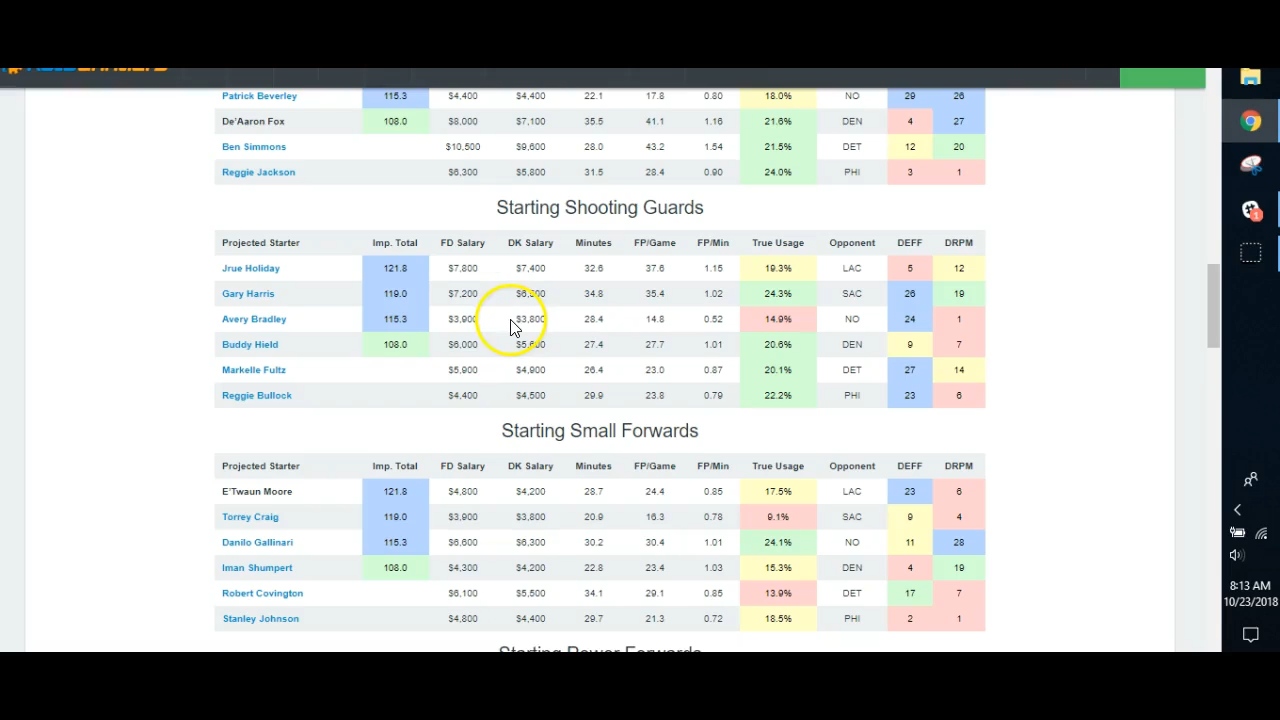 Patrick Beverley 115.3 $4,400 $4,400 22.1 17.8 0.80 18.0% NO 29 26
De'Aaron Fox 108.0 $8,000 $7,100 35.5 41.1 1.16 21.6% DEN 4 27
Ben Simmons $10,500 $9,600 28.0 43.2 1.54 21.5% DET 12 20
Reggie Jackson $6,300 $5,800 31.5 28.4 0.90 24.0% PHI 3 1
Starting Shooting Guards
Projected Starter Imp. Total FD Salary DK Salary Minutes FP/Game FP/Min True Usage Opponent DEFF DRPM
Jrue Holiday 121.8 $7,800 $7,400 32.6 37.6 1.15 19.3% LAC 5 12
Gary Harris 119.0 $7,200 34.8 35.4 1.02 24.3% SAC 26 19
Avery Bradley 115.3 $3,900 $3,800 28.4 14.8 0.52 14.9% NO 24 1
Buddy Hield 108.0 $6,000 27.4 27.7 1.01 20.6% DEN 9 7
Markelle Fultz $5,900 $4,900 26.4 23.0 0.87 20.1% DET 27 14
Reggie Bullock $4,400 $4,500 29.9 23.8 0.79 22.2% PHI 23 6
Starting Small Forwards
Projected Starter Imp. Total FD Salary DK Salary Minutes FP/Game FP/Min True Usage Opponent DEFF DRPM
E'Twaun Moore 121.8 $4,800 $4,200 28.7 24.4 0.85 17.5% LAC 23 6
Torrey Craig 119.0 $3,900 $3,800 20.9 16.3 0.78 9.1% SAC 9 4
Danilo Gallinari 115.3 $6,600 $6,300 30.2 30.4 1.01 24.1% NO 11 28
Iman Shumpert 108.0 $4,300 $4,200 22.8 23.4 1.03 15.3% DEN 4 19
Robert Covington $6,100 $5,500 34.1 29.1 0.85 13.9% DET 17 7
Stanley Johnson $4,800 $4,400 29.7 21.3 0.72 18.5% PHI 2 1
Starting Power Forwards
1
8:13 AM
10/23/2018